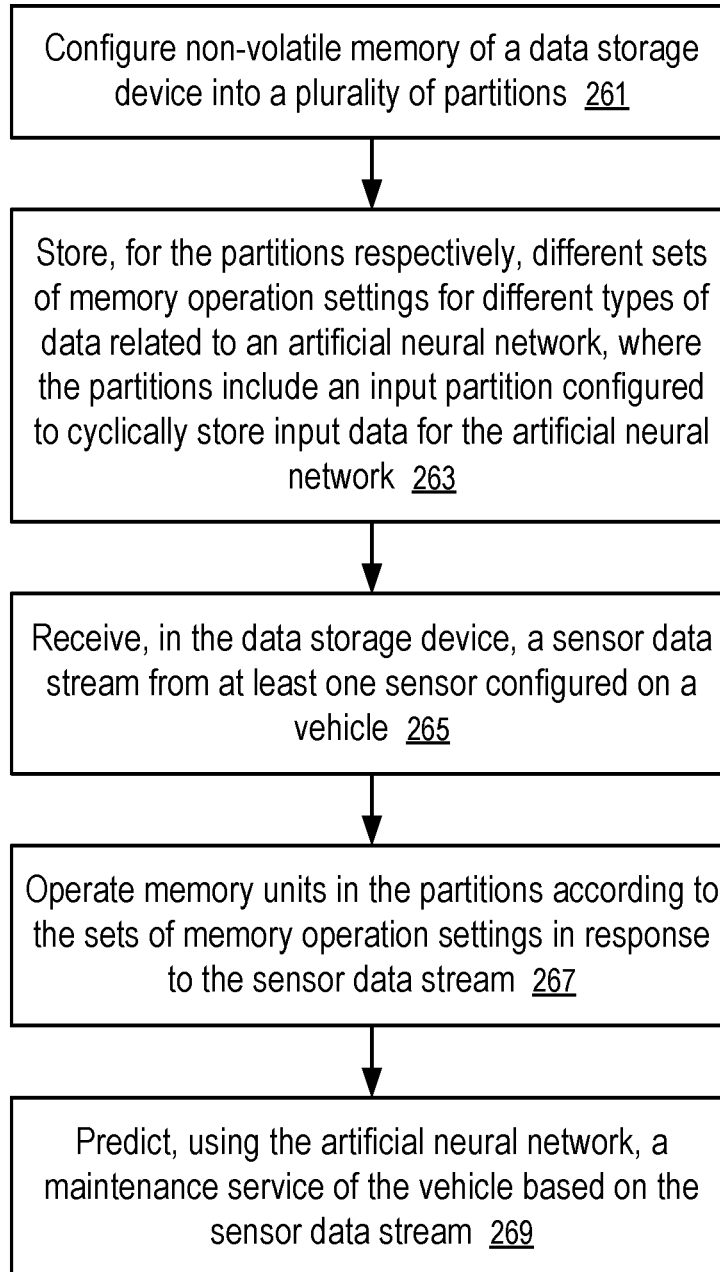 Configure non-volatile memory of a data storage
device into a plurality of partitions 261
Store, for the partitions respectively, different sets
of memory operation settings for different types of
data related to an artificial neural network, where
the partitions include an input partition configured
to cyclically store input data for the artificial neural
network 263
Receive, in the data storage device, a sensor data
stream from at least one sensor configured on a
vehicle 265
Operate memory units in the partitions according to
the sets of memory operation settings in response
to the sensor data stream 267
Predict, using the artificial neural network, a
maintenance service of the vehicle based on the
sensor data stream 269